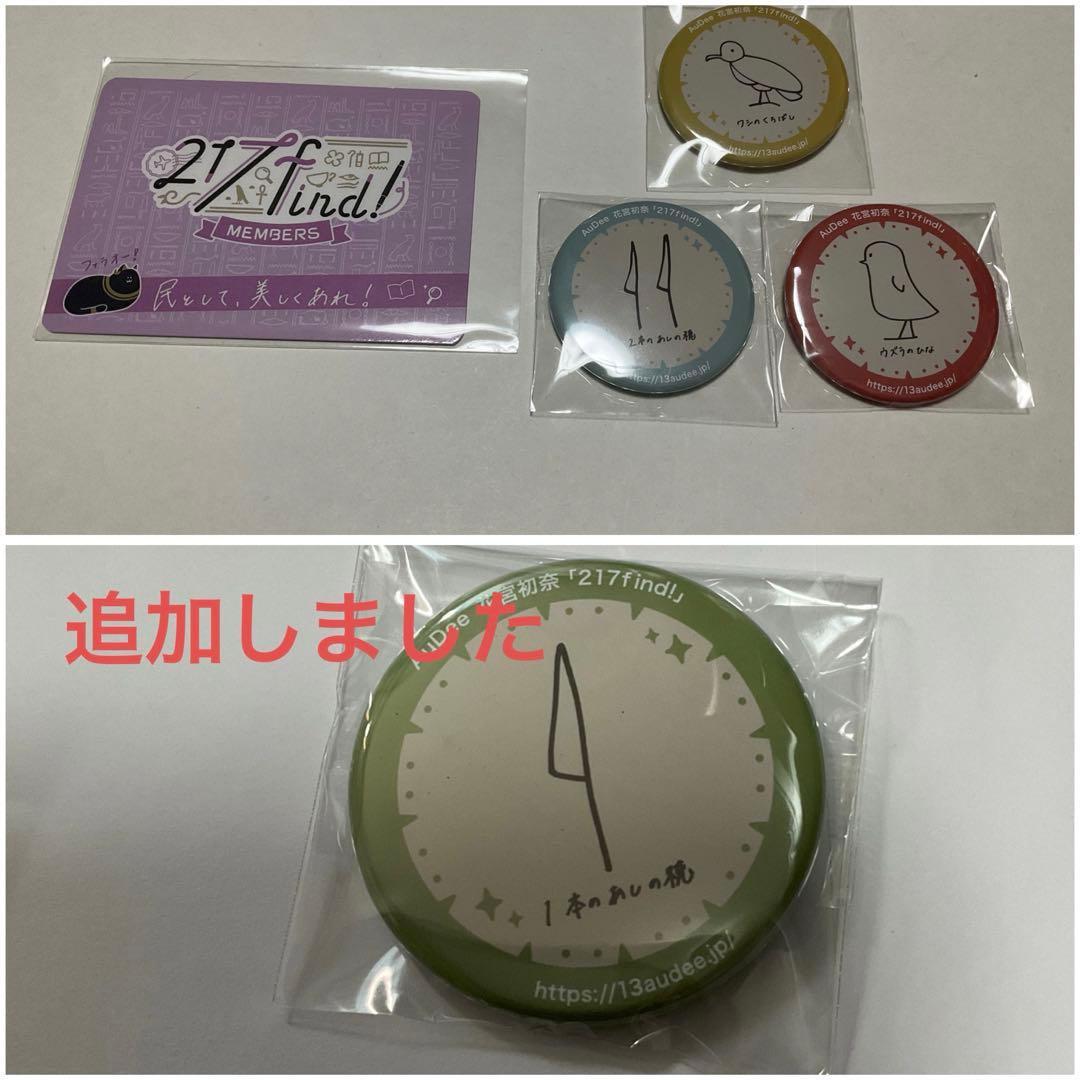 217find!
MEMBERS
ファラオー!
民として、美しくあれ!
AuDee 花宮初奈「217find!」
ワシのくちばし
https://13audee.jp/
AuDee 花宮初奈「217find!」
2本のあしの穂
https://13audee.jp/
AuDee 花宮初奈「217find!」
ウズラのひな
https://13audee.jp/
追加しました
AuDee 花宮初奈「217find!」
1本のあしの穂
https://13audee.jp/